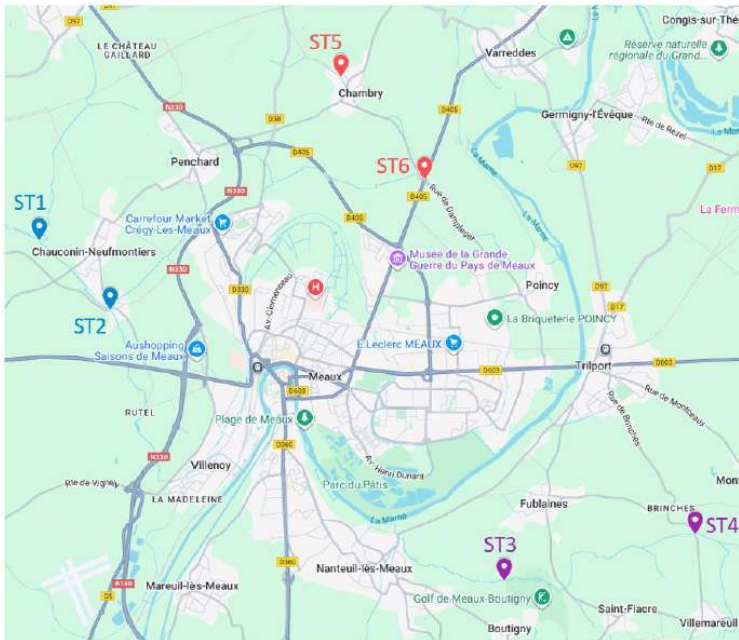 D97
N330
D405
Congis-sur-Thé
LE CHÂTEAU
GAILLARD
ST5
Varreddes
Réserve naturelle
régionale du Grand...
Chambry
D38
D405
Germigny-l'Évêque
Rte de Rezel
La Marne
D405
Penchard
ST6
D97
D17
N330
D405
Rue de Dampleger
La Marne
La Ferm
ST1
Carrefour Market
Crégy-Les-Meaux
Chauconin-Neufmontiers
Musée de la Grande
Guerre du Pays de Meaux
N330
Av. Clemenceau
H
Poincy
D97
D17
ST2
D330
La Briqueterie POINCY
Aushopping
Saisons de Meaux
E.Leclerc MEAUX
D603
D603
Trilport
Meaux
D603
RUTEL
Plage de Meaux
Rue de Montceaux
Rue de Brinches
D360
N330
Villenoy
Av. Henri Dunant
Rte de Vignely
Parc du Pâtis
Mont
LA MADELEINE
Fublaines
BRINCHES
La Marne
ST4
ST3
A140
D5
D360
Nanteuil-lès-Meaux
Mareuil-lès-Meaux
Golf de Meaux-Boutigny
Saint-Fiacre
Boutigny
Villemareuil